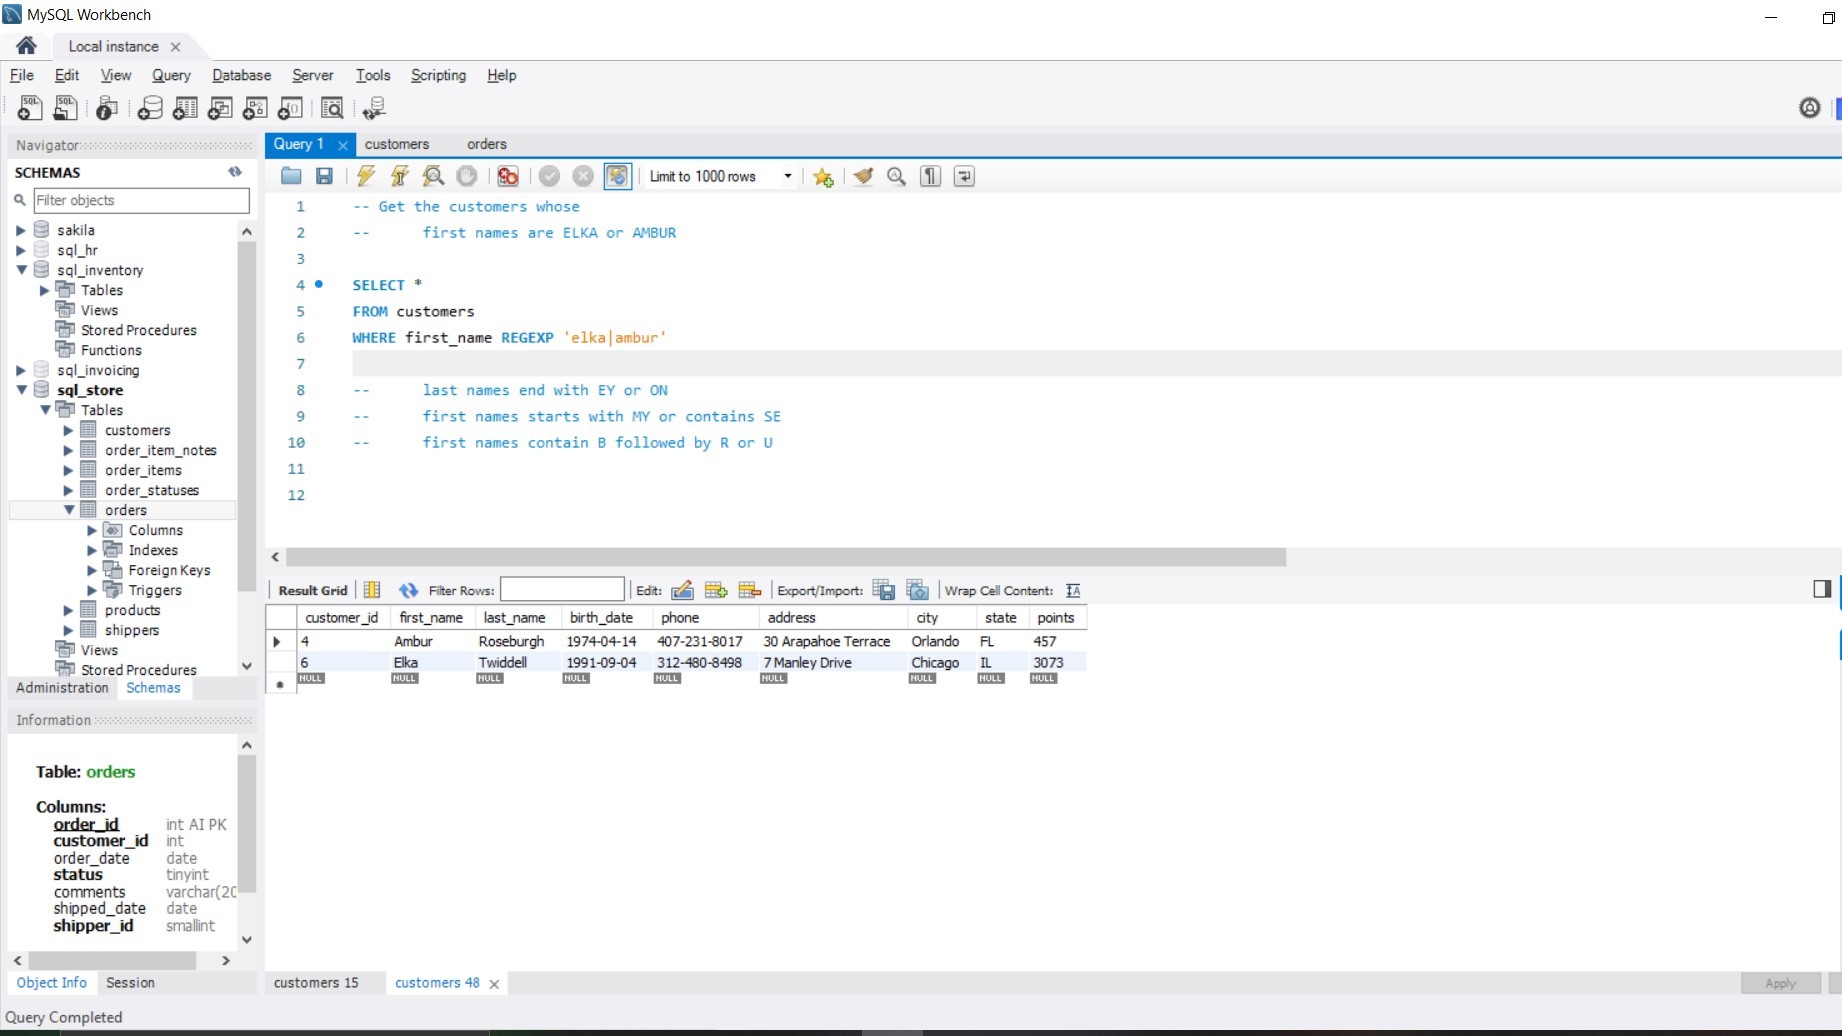 MySQL Workbench
Local instance
File Edit View Query Database Server Tools Scripting Help
Navigator
SCHEMAS
Filter objects
sakila
sql_hr
sql_inventory
Tables
Views
Stored Procedures
Functions
sql_invoicing
sql_store
Tables
customers
order_item_notes
order_items
order_statuses
orders
Columns
Indexes
Foreign Keys
Triggers
products
shippers
Views
Stored Procedures
Administration Schemas
Information
Table: orders
Columns:
order_id int AI PK
customer_id int
order_date date
status tinyint
comments varchar(20
shipped_date date
shipper_id smallint
Object Info Session
Query Completed
Query 1 customers orders
Limit to 1000 rows
1 -- Get the customers whose
2 -- first names are ELKA or AMBUR
3
4 SELECT *
5 FROM customers
6 WHERE first_name REGEXP 'elka|ambur'
7
8 -- last names end with EY or ON
9 -- first names starts with MY or contains SE
10 -- first names contain B followed by R or U
11
12
Result Grid Filter Rows: Edit: Export/Import: Wrap Cell Content:
customer_id first_name last_name birth_date phone address city state points
4 Ambur Roseburgh 1974-04-14 407-231-8017 30 Arapahoe Terrace Orlando FL 457
6 Elka Twiddell 1991-09-04 312-480-8498 7 Manley Drive Chicago IL 3073
NULL NULL NULL NULL NULL NULL NULL NULL NULL
customers 15 customers 48
Apply